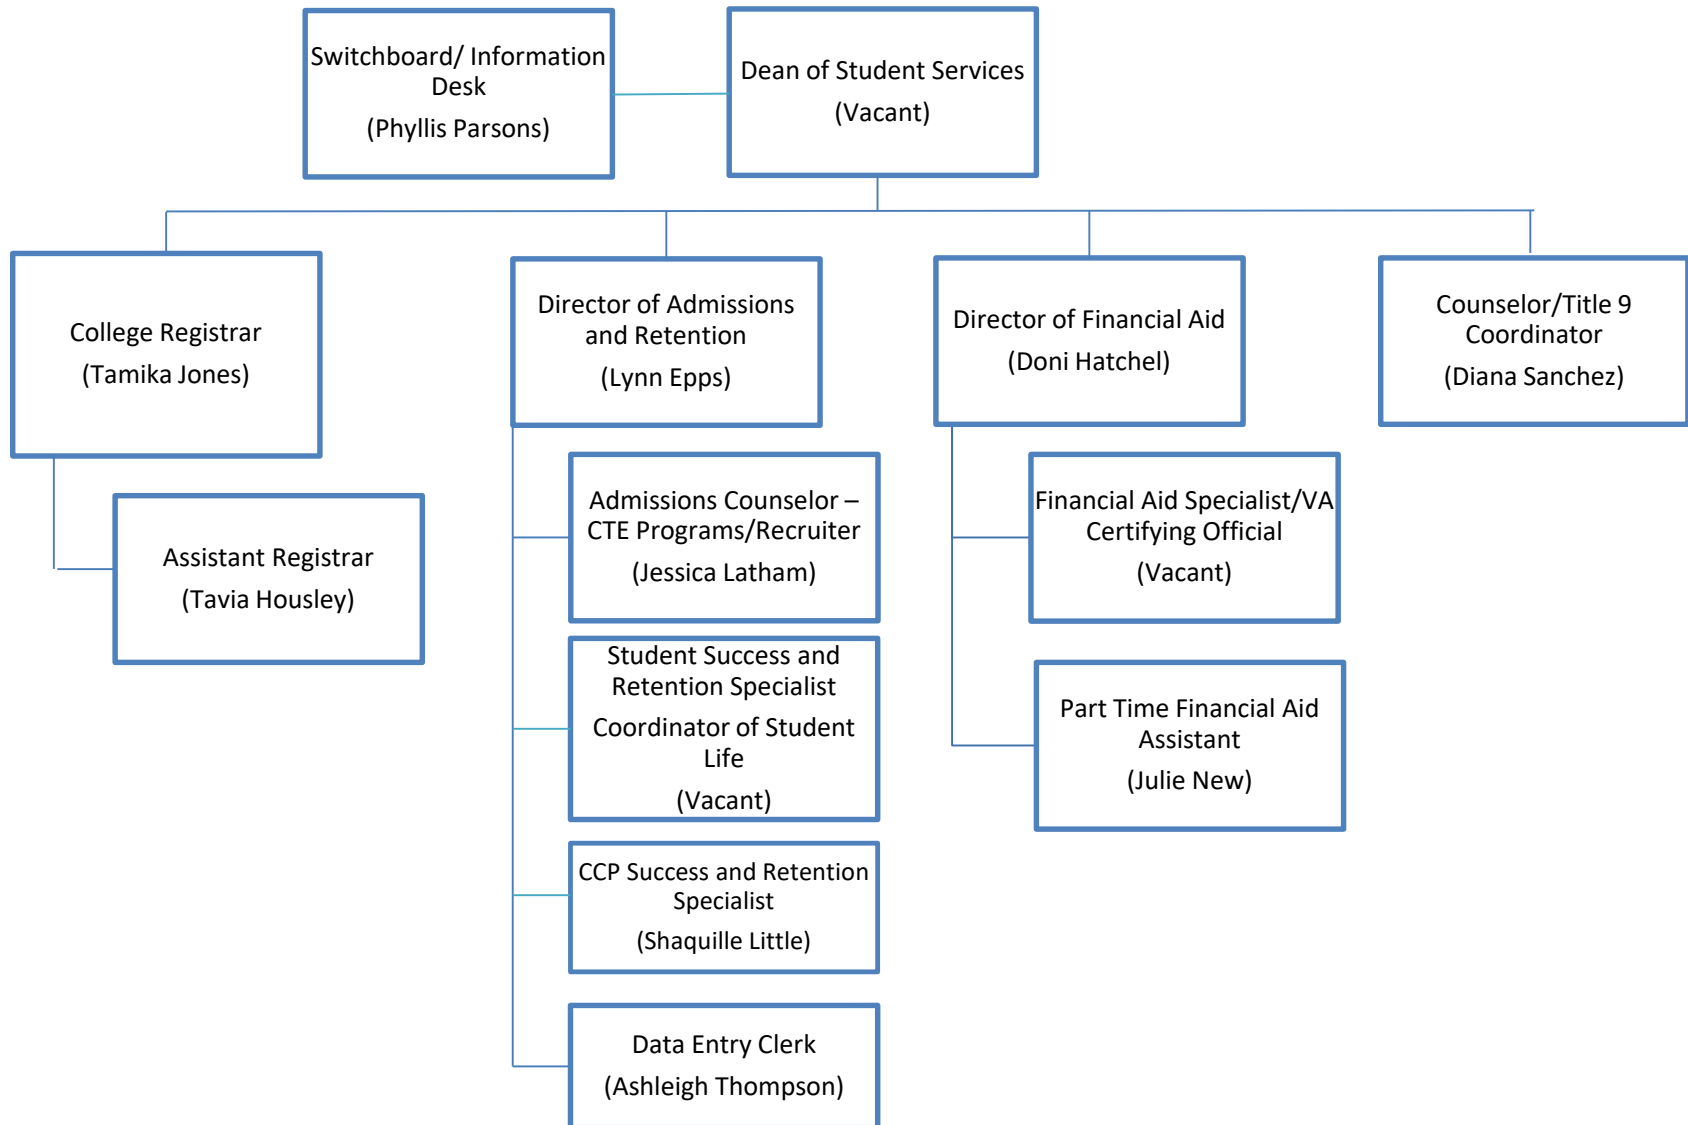 Switchboard/ Information
Desk
(Phyllis Parsons)
Dean of Student Services
(Vacant)
College Registrar
(Tamika Jones)
Director of Admissions
and Retention
(Lynn Epps)
Director of Financial Aid
(Doni Hatchel)
Counselor/Title 9
Coordinator
(Diana Sanchez)
Assistant Registrar
(Tavia Housley)
Admissions Counselor –
CTE Programs/Recruiter
(Jessica Latham)
Student Success and
Retention Specialist
Coordinator of Student
Life
(Vacant)
CCP Success and Retention
Specialist
(Shaquille Little)
Data Entry Clerk
(Ashleigh Thompson)
Financial Aid Specialist/VA
Certifying Official
(Vacant)
Part Time Financial Aid
Assistant
(Julie New)